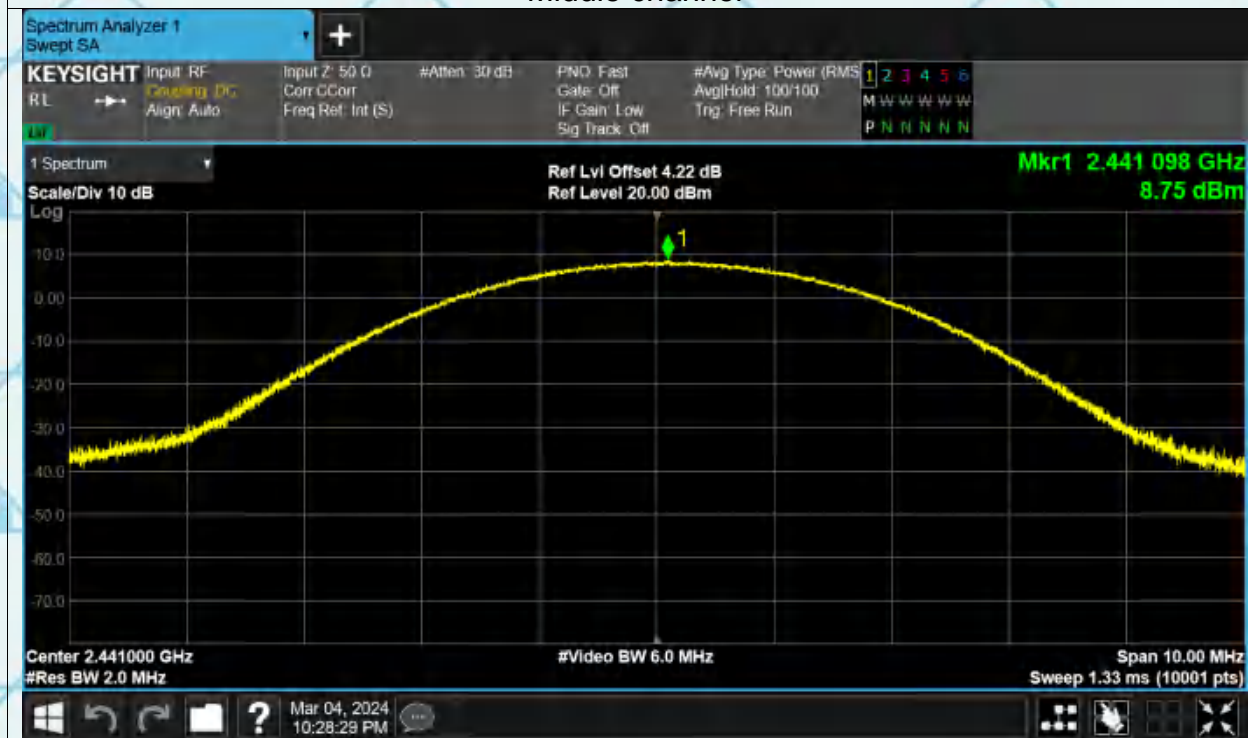 Middle channel
Spectrum Analyzer 1
Swept SA
KEYSIGHT
RL
Input: RF
Coupling: DC
Align: Auto
Input Z: 50 Ω
Corr CCorr
Freq Ref: Int (S)
#Atten: 30 dB
PNO: Fast
Gate: Off
IF Gain: Low
Sig Track: Off
#Avg Type: Power (RMS
Avg|Hold: 100/100
Trig: Free Run
1 2 3 4 5 6
M W W W W W
P N N N N N
1 Spectrum
Scale/Div 10 dB
Log
Ref Lvl Offset 4.22 dB
Ref Level 20.00 dBm
Mkr1 2.441 098 GHz
8.75 dBm
1
10.0
0.00
-10.0
-20.0
-30.0
-40.0
-50.0
-60.0
-70.0
Center 2.441000 GHz
#Res BW 2.0 MHz
#Video BW 6.0 MHz
Span 10.00 MHz
Sweep 1.33 ms (10001 pts)
?
Mar 04, 2024
10:28:29 PM